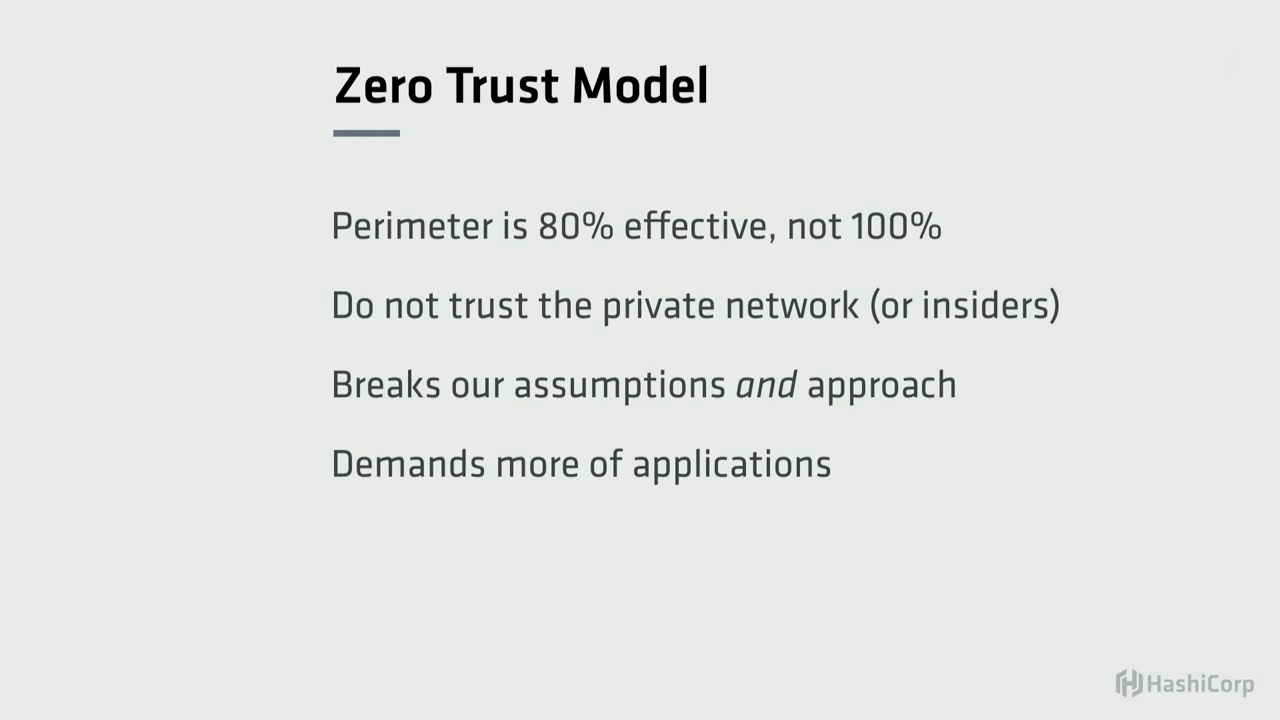 Zero Trust Model
Perimeter is 80% effective, not 100%
Do not trust the private network (or insiders)
Breaks our assumptions and approach
Demands more of applications
HashiCorp